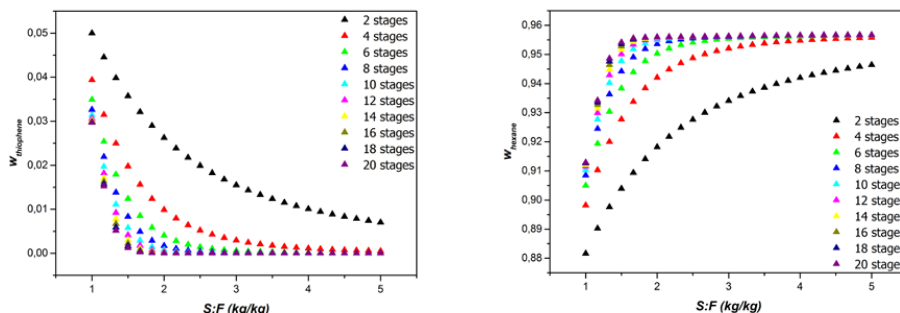 0,05
0,04
0,03
0,02
0,01
0,00
w thiophene
1 2 3 4 5
S:F (kg/kg)
2 stages
4 stages
6 stages
8 stages
10 stages
12 stages
14 stages
16 stages
18 stages
20 stages
0,96
0,95
0,94
0,93
0,92
0,91
0,90
0,89
0,88
w hexane
1 2 3 4 5
S:F (kg/kg)
2 stages
4 stages
6 stages
8 stages
10 stage
12 stage
14 stage
16 stage
18 stage
20 stage